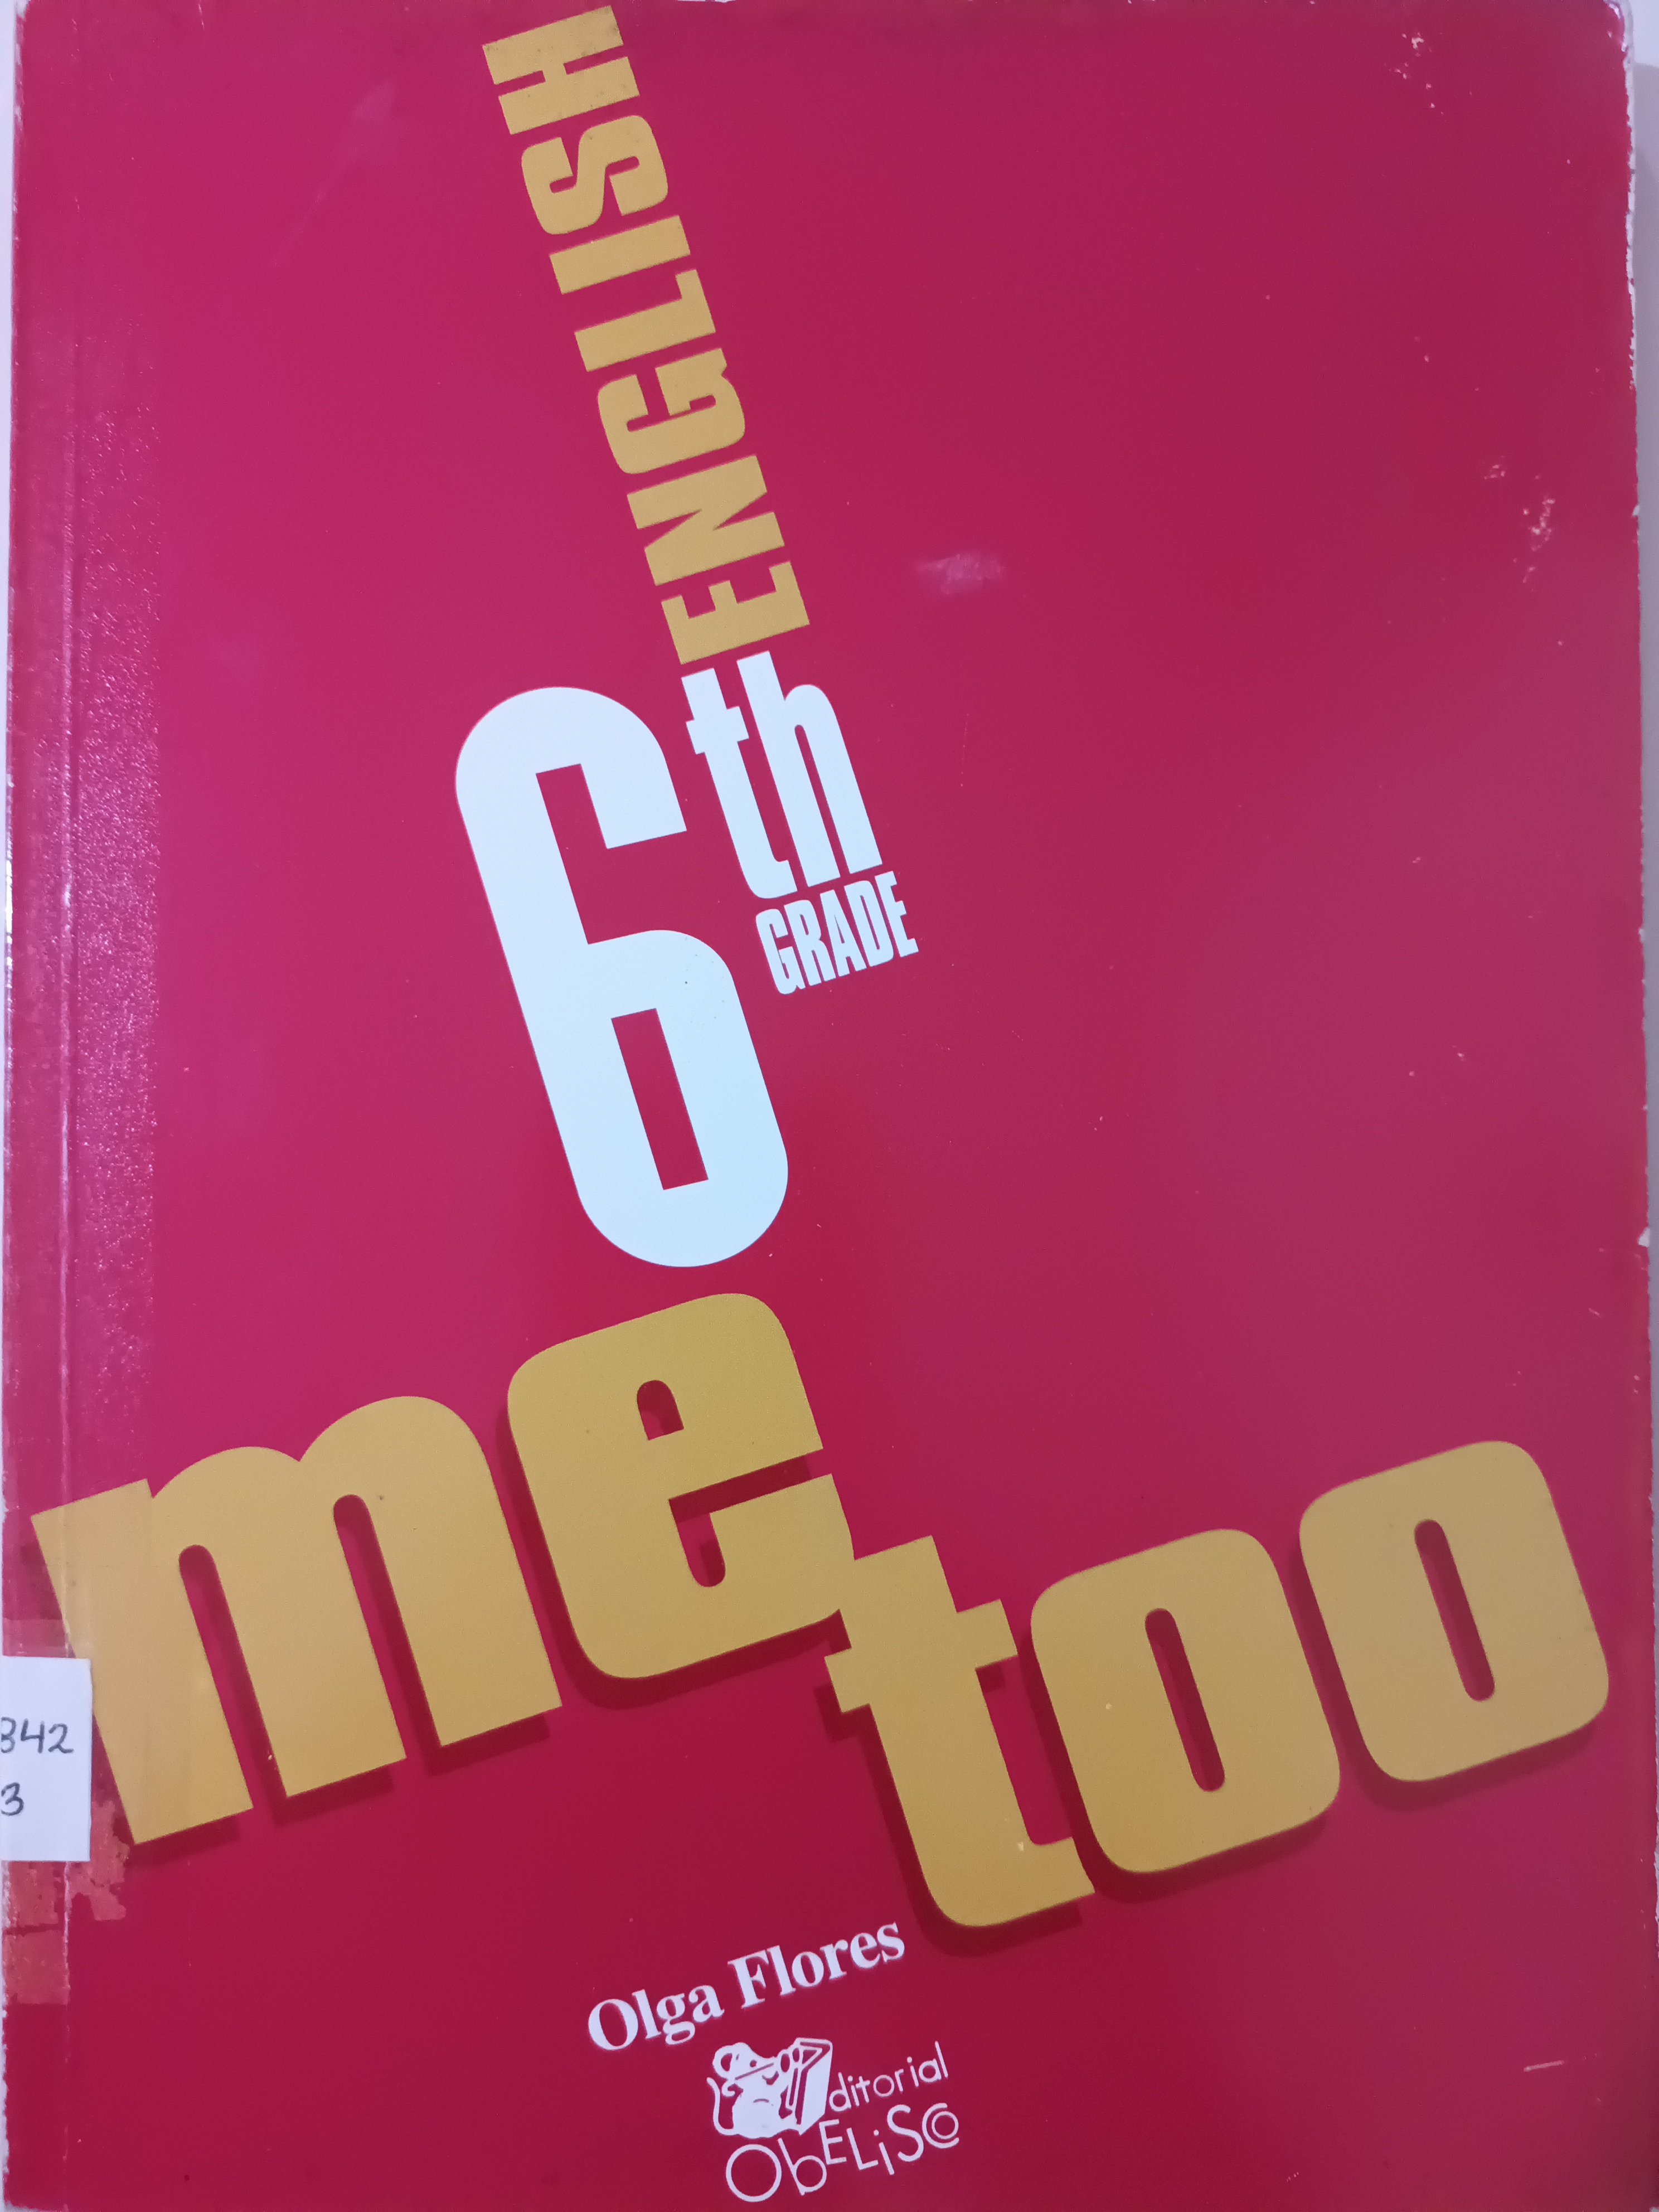 ENGLISH
6th
GRADE
me
too
342
3
Olga Flores
Editorial
ObELiSCO